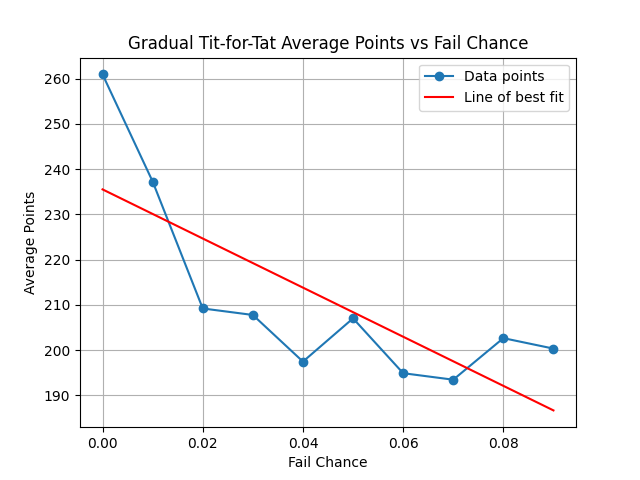 Gradual Tit-for-Tat Average Points vs Fail Chance
Data points
Line of best fit
260
250
240
230
220
210
200
190
Average Points
0.00 0.02 0.04 0.06 0.08
Fail Chance